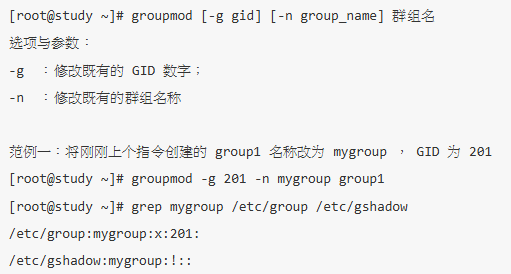 [root@study ~]# groupmod [-g gid] [-n group_name] 群组名
选项与参数：
-g  ：修改既有的 GID 数字；
-n  ：修改既有的群组名称
范例一：将刚刚上个指令创建的 group1 名称改为 mygroup ， GID 为 201
[root@study ~]# groupmod -g 201 -n mygroup group1
[root@study ~]# grep mygroup /etc/group /etc/gshadow
/etc/group:mygroup:x:201:
/etc/gshadow:mygroup:!::